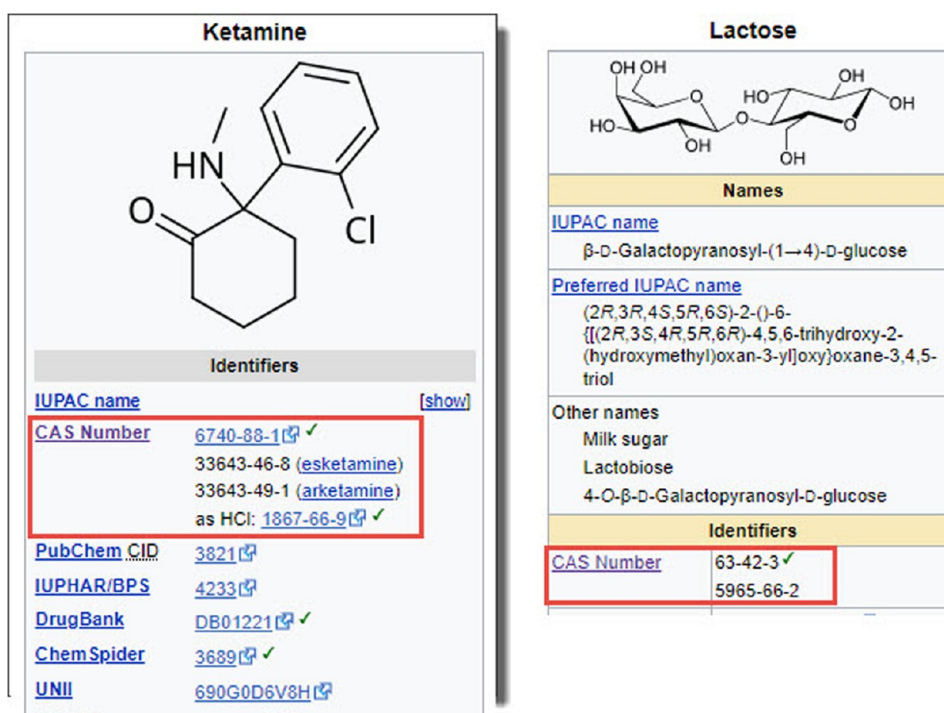 Ketamine
HN
O
Cl
Identifiers
IUPAC name [show]
CAS Number 6740-88-1 ✓
33643-46-8 (esketamine)
33643-49-1 (arketamine)
as HCl: 1867-66-9 ✓
PubChem CID 3821
IUPHAR/BPS 4233
DrugBank DB01221 ✓
ChemSpider 3689 ✓
UNII 690G0D6V8H
Lactose
OH OH
OH
O
HO
OH
HO
O
O
OH
OH
Names
IUPAC name
β-D-Galactopyranosyl-(1→4)-D-glucose
Preferred IUPAC name
(2R,3R,4S,5R,6S)-2-()-6-
{[(2R,3S,4R,5R,6R)-4,5,6-trihydroxy-2-
(hydroxymethyl)oxan-3-yl]oxy}oxane-3,4,5-
triol
Other names
Milk sugar
Lactobiose
4-O-β-D-Galactopyranosyl-D-glucose
Identifiers
CAS Number 63-42-3 ✓
5965-66-2